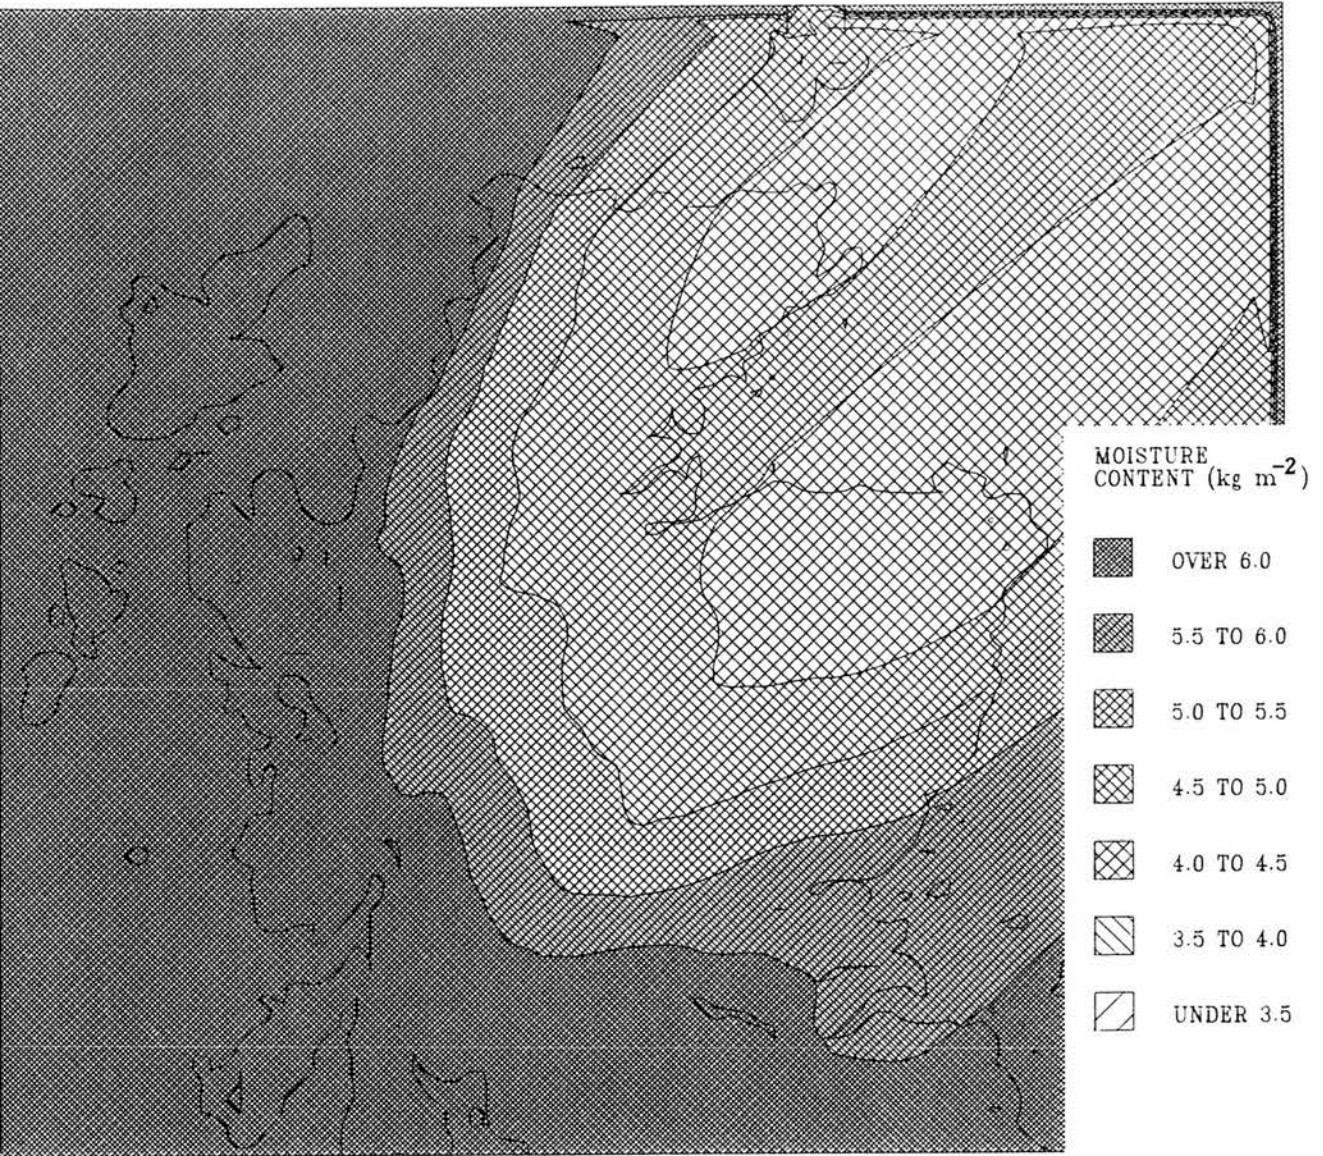 MOISTURE
CONTENT (kg m-2)
OVER 6.0
5.5 TO 6.0
5.0 TO 5.5
4.5 TO 5.0
4.0 TO 4.5
3.5 TO 4.0
UNDER 3.5